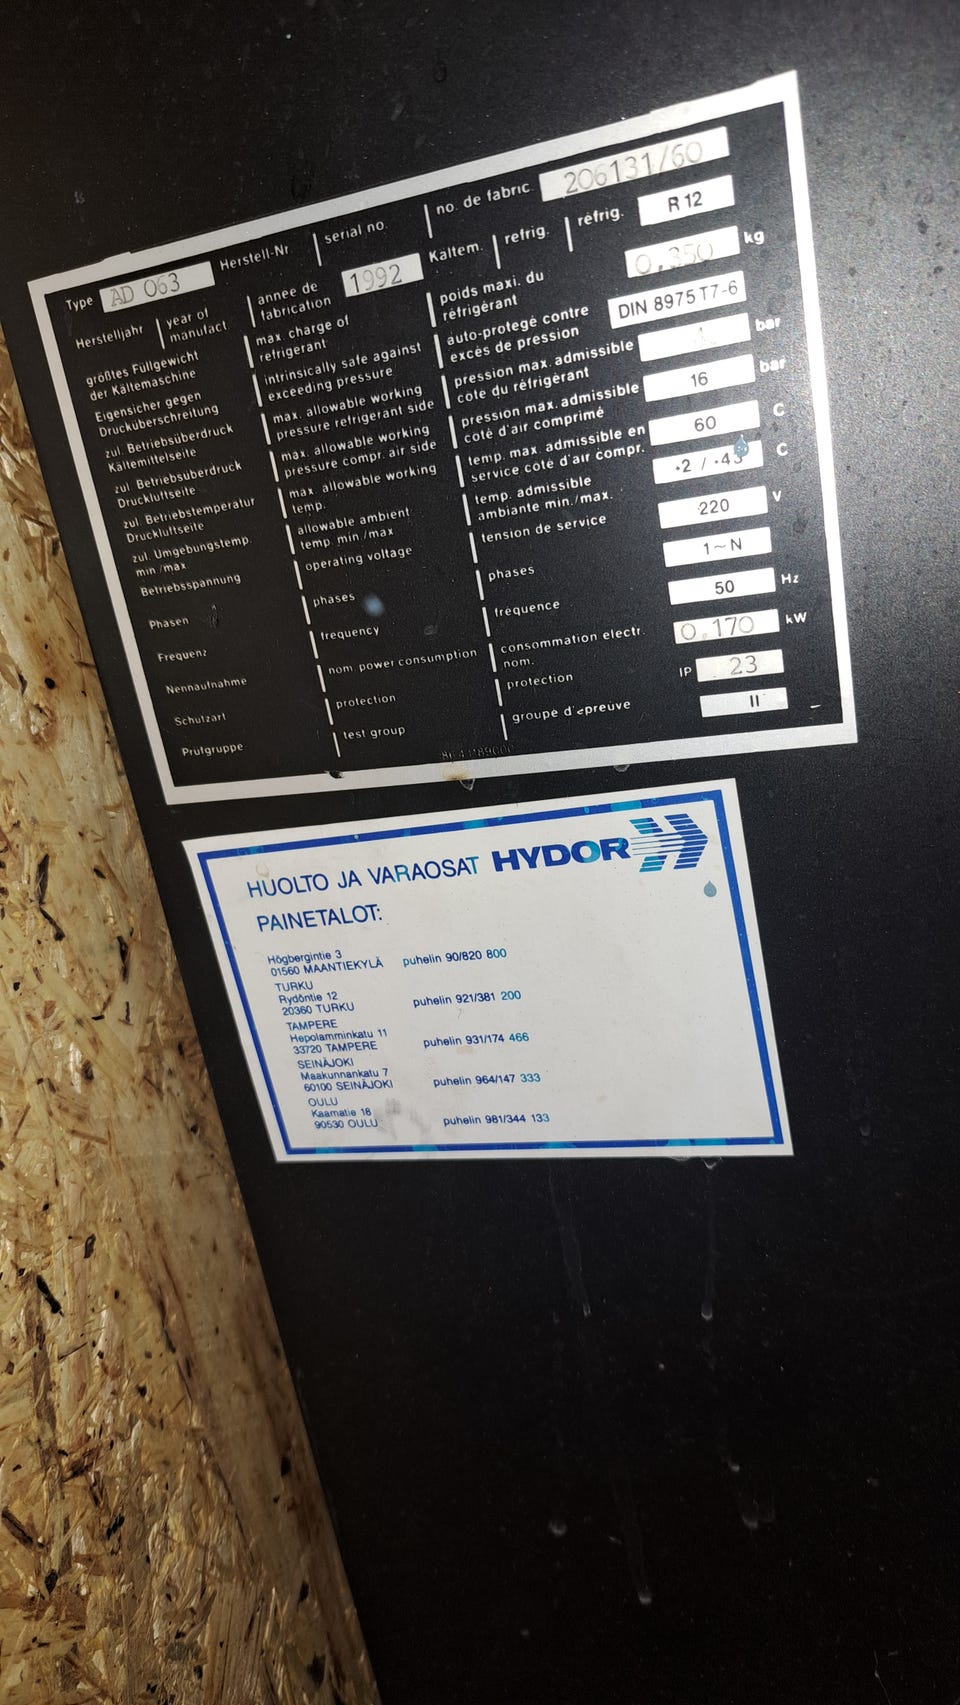 Type AD 063 Herstell-Nr. serial no. no. de fabric. 206131/60
Herstelljahr year of manufact annee de fabrication 1992 Kältem. refrig. réfrig. R 12
größtes Füllgewicht der Kältemaschine max. charge of refrigerant poids maxi. du réfrigérant 0.350 kg
Eigensicher gegen Drucküberschreitung intrinsically safe against exceeding pressure auto-protegé contre excés de pression DIN 8975 T7-6
zul. Betriebsüberdruck Kältemittelseite max. allowable working pressure refrigerant side pression max. admissible coté du réfrigérant bar
zul. Betriebsüberdruck Druckluftseite max. allowable working pressure compr. air side pression max. admissible coté d'air comprimé 16 bar
zul. Betriebstemperatur Druckluftseite max. allowable working temp. temp. max. admissible en service coté d'air compr. 60 C
zul. Umgebungstemp. min./max allowable ambient temp. min./max temp. admissible ambiante min./max. C
Betriebsspannung operating voltage tension de service 220 V
Phasen phases phases 1~N
Frequenz frequency fréquence 50 Hz
Nennaufnahme nom. power consumption consommation electr. nom. 0.170 kW
Schutzart protection protection IP 23
Prüfgruppe test group groupe d'epreuve II
HUOLTO JA VARAOSAT HYDOR
PAINETALOT:
Högbergintie 3
01560 MAANTIEKYLÄ puhelin 90/820 800
TURKU
Rydöntie 12
20360 TURKU puhelin 921/381 200
TAMPERE
Hepolamminkatu 11
33720 TAMPERE puhelin 931/174 466
SEINÄJOKI
Maakunnankatu 7
60100 SEINÄJOKI puhelin 964/147 333
OULU
Kaarnatie 18
90530 OULU puhelin 981/344 133